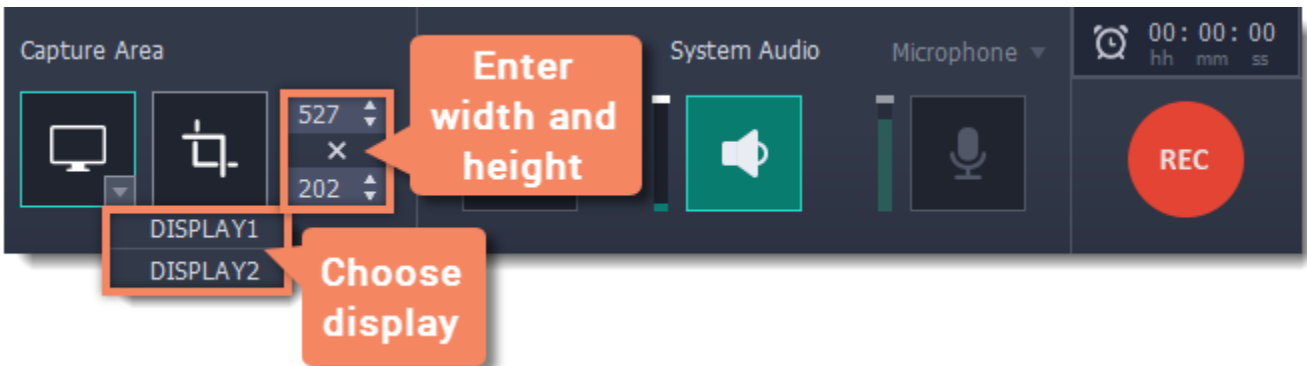 Capture Area
527
×
202
DISPLAY1
DISPLAY2
Enter
width and
height
Choose
display
System Audio
Microphone
00:00:00
hh mm ss
REC